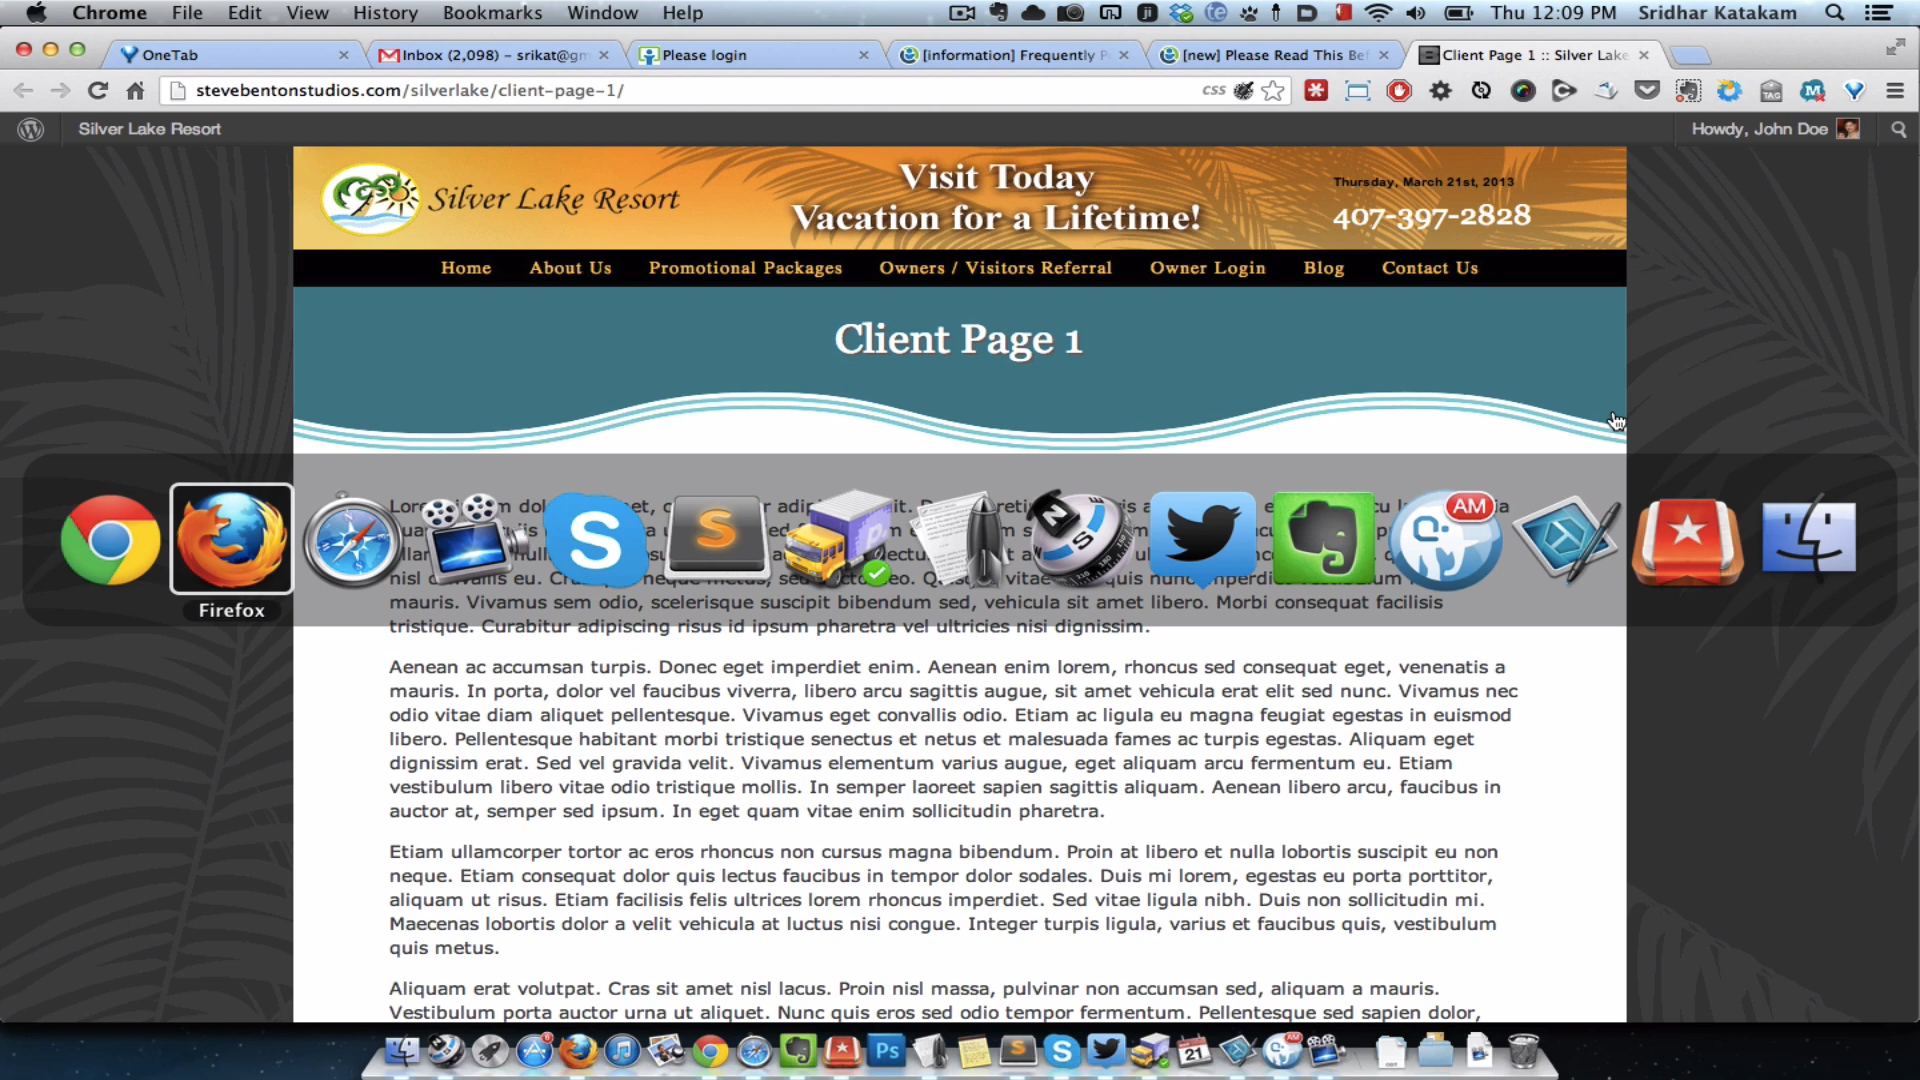 Chrome File Edit View History Bookmarks Window Help Thu 12:09 PM Sridhar Katakam
OneTab Inbox (2,098) – srikat@gm Please login [information] Frequently P [new] Please Read This Bef Client Page 1 :: Silver Lake
stevebentonstudios.com/silverlake/client-page-1/ css
Silver Lake Resort Howdy, John Doe
Silver Lake Resort
Visit Today
Vacation for a Lifetime!
Thursday, March 21st, 2013
407-397-2828
Home About Us Promotional Packages Owners / Visitors Referral Owner Login Blog Contact Us
Client Page 1
AM
Firefox
mauris. Vivamus sem odio, scelerisque suscipit bibendum sed, vehicula sit amet libero. Morbi consequat facilisis
tristique. Curabitur adipiscing risus id ipsum pharetra vel ultricies nisi dignissim.
Aenean ac accumsan turpis. Donec eget imperdiet enim. Aenean enim lorem, rhoncus sed consequat eget, venenatis a
mauris. In porta, dolor vel faucibus viverra, libero arcu sagittis augue, sit amet vehicula erat elit sed nunc. Vivamus nec
odio vitae diam aliquet pellentesque. Vivamus eget convallis odio. Etiam ac ligula eu magna feugiat egestas in euismod
libero. Pellentesque habitant morbi tristique senectus et netus et malesuada fames ac turpis egestas. Aliquam eget
dignissim erat. Sed vel gravida velit. Vivamus elementum varius augue, eget aliquam arcu fermentum eu. Etiam
vestibulum libero vitae odio tristique mollis. In semper laoreet sapien sagittis aliquam. Aenean libero arcu, faucibus in
auctor at, semper sed ipsum. In eget quam vitae enim sollicitudin pharetra.
Etiam ullamcorper tortor ac eros rhoncus non cursus magna bibendum. Proin at libero et nulla lobortis suscipit eu non
neque. Etiam consequat dolor quis lectus faucibus in tempor dolor sodales. Duis mi lorem, egestas eu porta porttitor,
aliquam ut risus. Etiam facilisis felis ultrices lorem rhoncus imperdiet. Sed vitae ligula nibh. Duis non sollicitudin mi.
Maecenas lobortis dolor a velit vehicula at luctus nisi congue. Integer turpis ligula, varius et faucibus quis, vestibulum
quis metus.
Aliquam erat volutpat. Cras sit amet nisl lacus. Proin nisl massa, pulvinar non accumsan sed, aliquam a mauris.
Vestibulum porta auctor urna ut aliquet. Nunc quis eros sed odio tempor fermentum. Pellentesque sed sapien dolor,
Ps 21